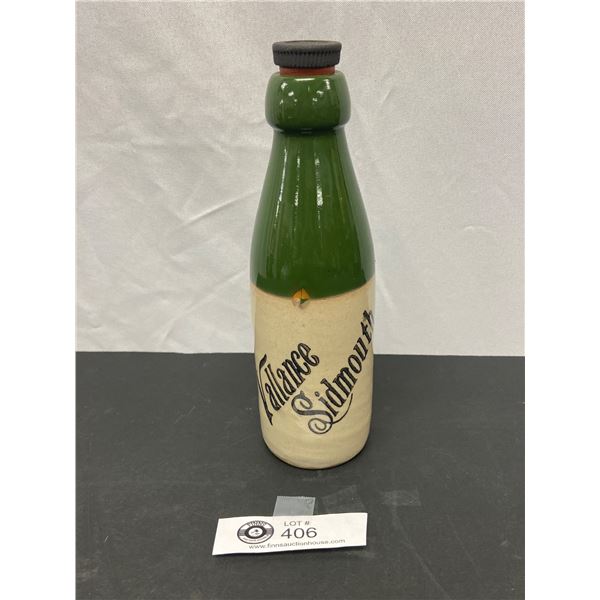 Vallance
Sidmouth
LOT #:
406
www.finnsauctionhouse.com